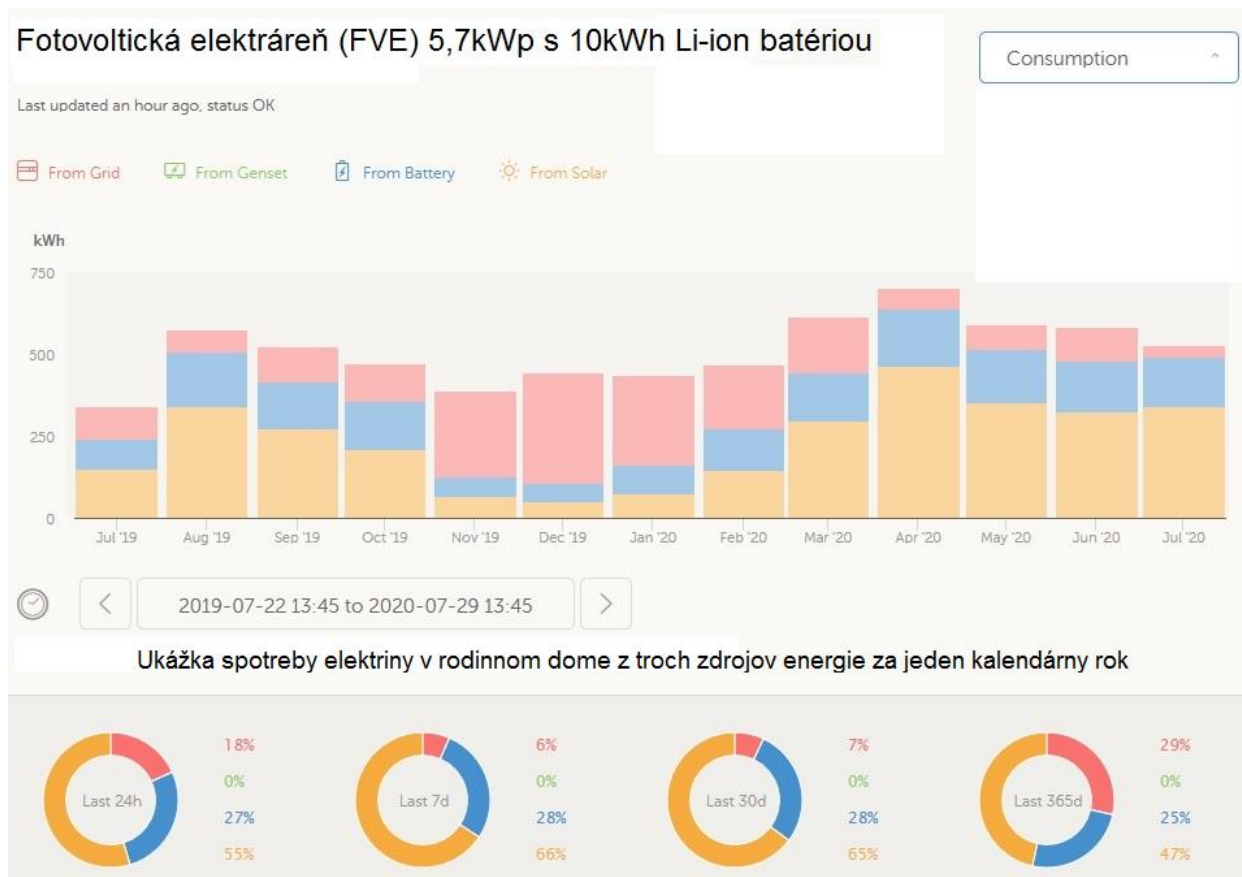 Fotovoltická elektráreň (FVE) 5,7kWp s 10kWh Li-ion batériou
Consumption
Last updated an hour ago, status OK
From Grid From Genset From Battery From Solar
kWh
750
500
250
0
Jul '19 Aug '19 Sep '19 Oct '19 Nov '19 Dec '19 Jan '20 Feb '20 Mar '20 Apr '20 May '20 Jun '20 Jul '20
2019-07-22 13:45 to 2020-07-29 13:45
Ukážka spotreby elektriny v rodinnom dome z troch zdrojov energie za jeden kalendárny rok
Last 24h
18%
0%
27%
55%
Last 7d
6%
0%
28%
66%
Last 30d
7%
0%
28%
65%
Last 365d
29%
0%
25%
47%